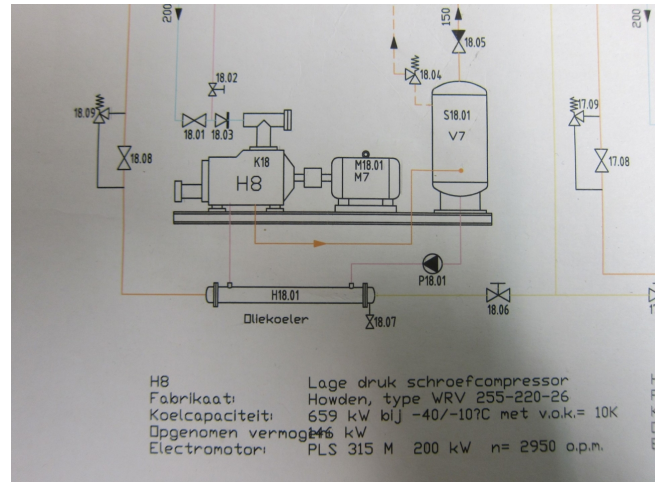 200
150
200
18.02
18.05
18.04
18.09
17.09
S18.01
V7
18.01
18.03
18.08
K18
H8
M18.01
M7
17.08
P18.01
H18.01
18.06
Oliekoeler
18.07
H8 Lage druk schroefcompressor
Fabrikaat: Howden, type WRV 255-220-26
Koelcapaciteit: 659 kW bij -40/-10?C met v.o.k.= 10K
Opgenomen vermogen: 146 kW
Electromotor: PLS 315 M 200 kW n= 2950 o.p.m.